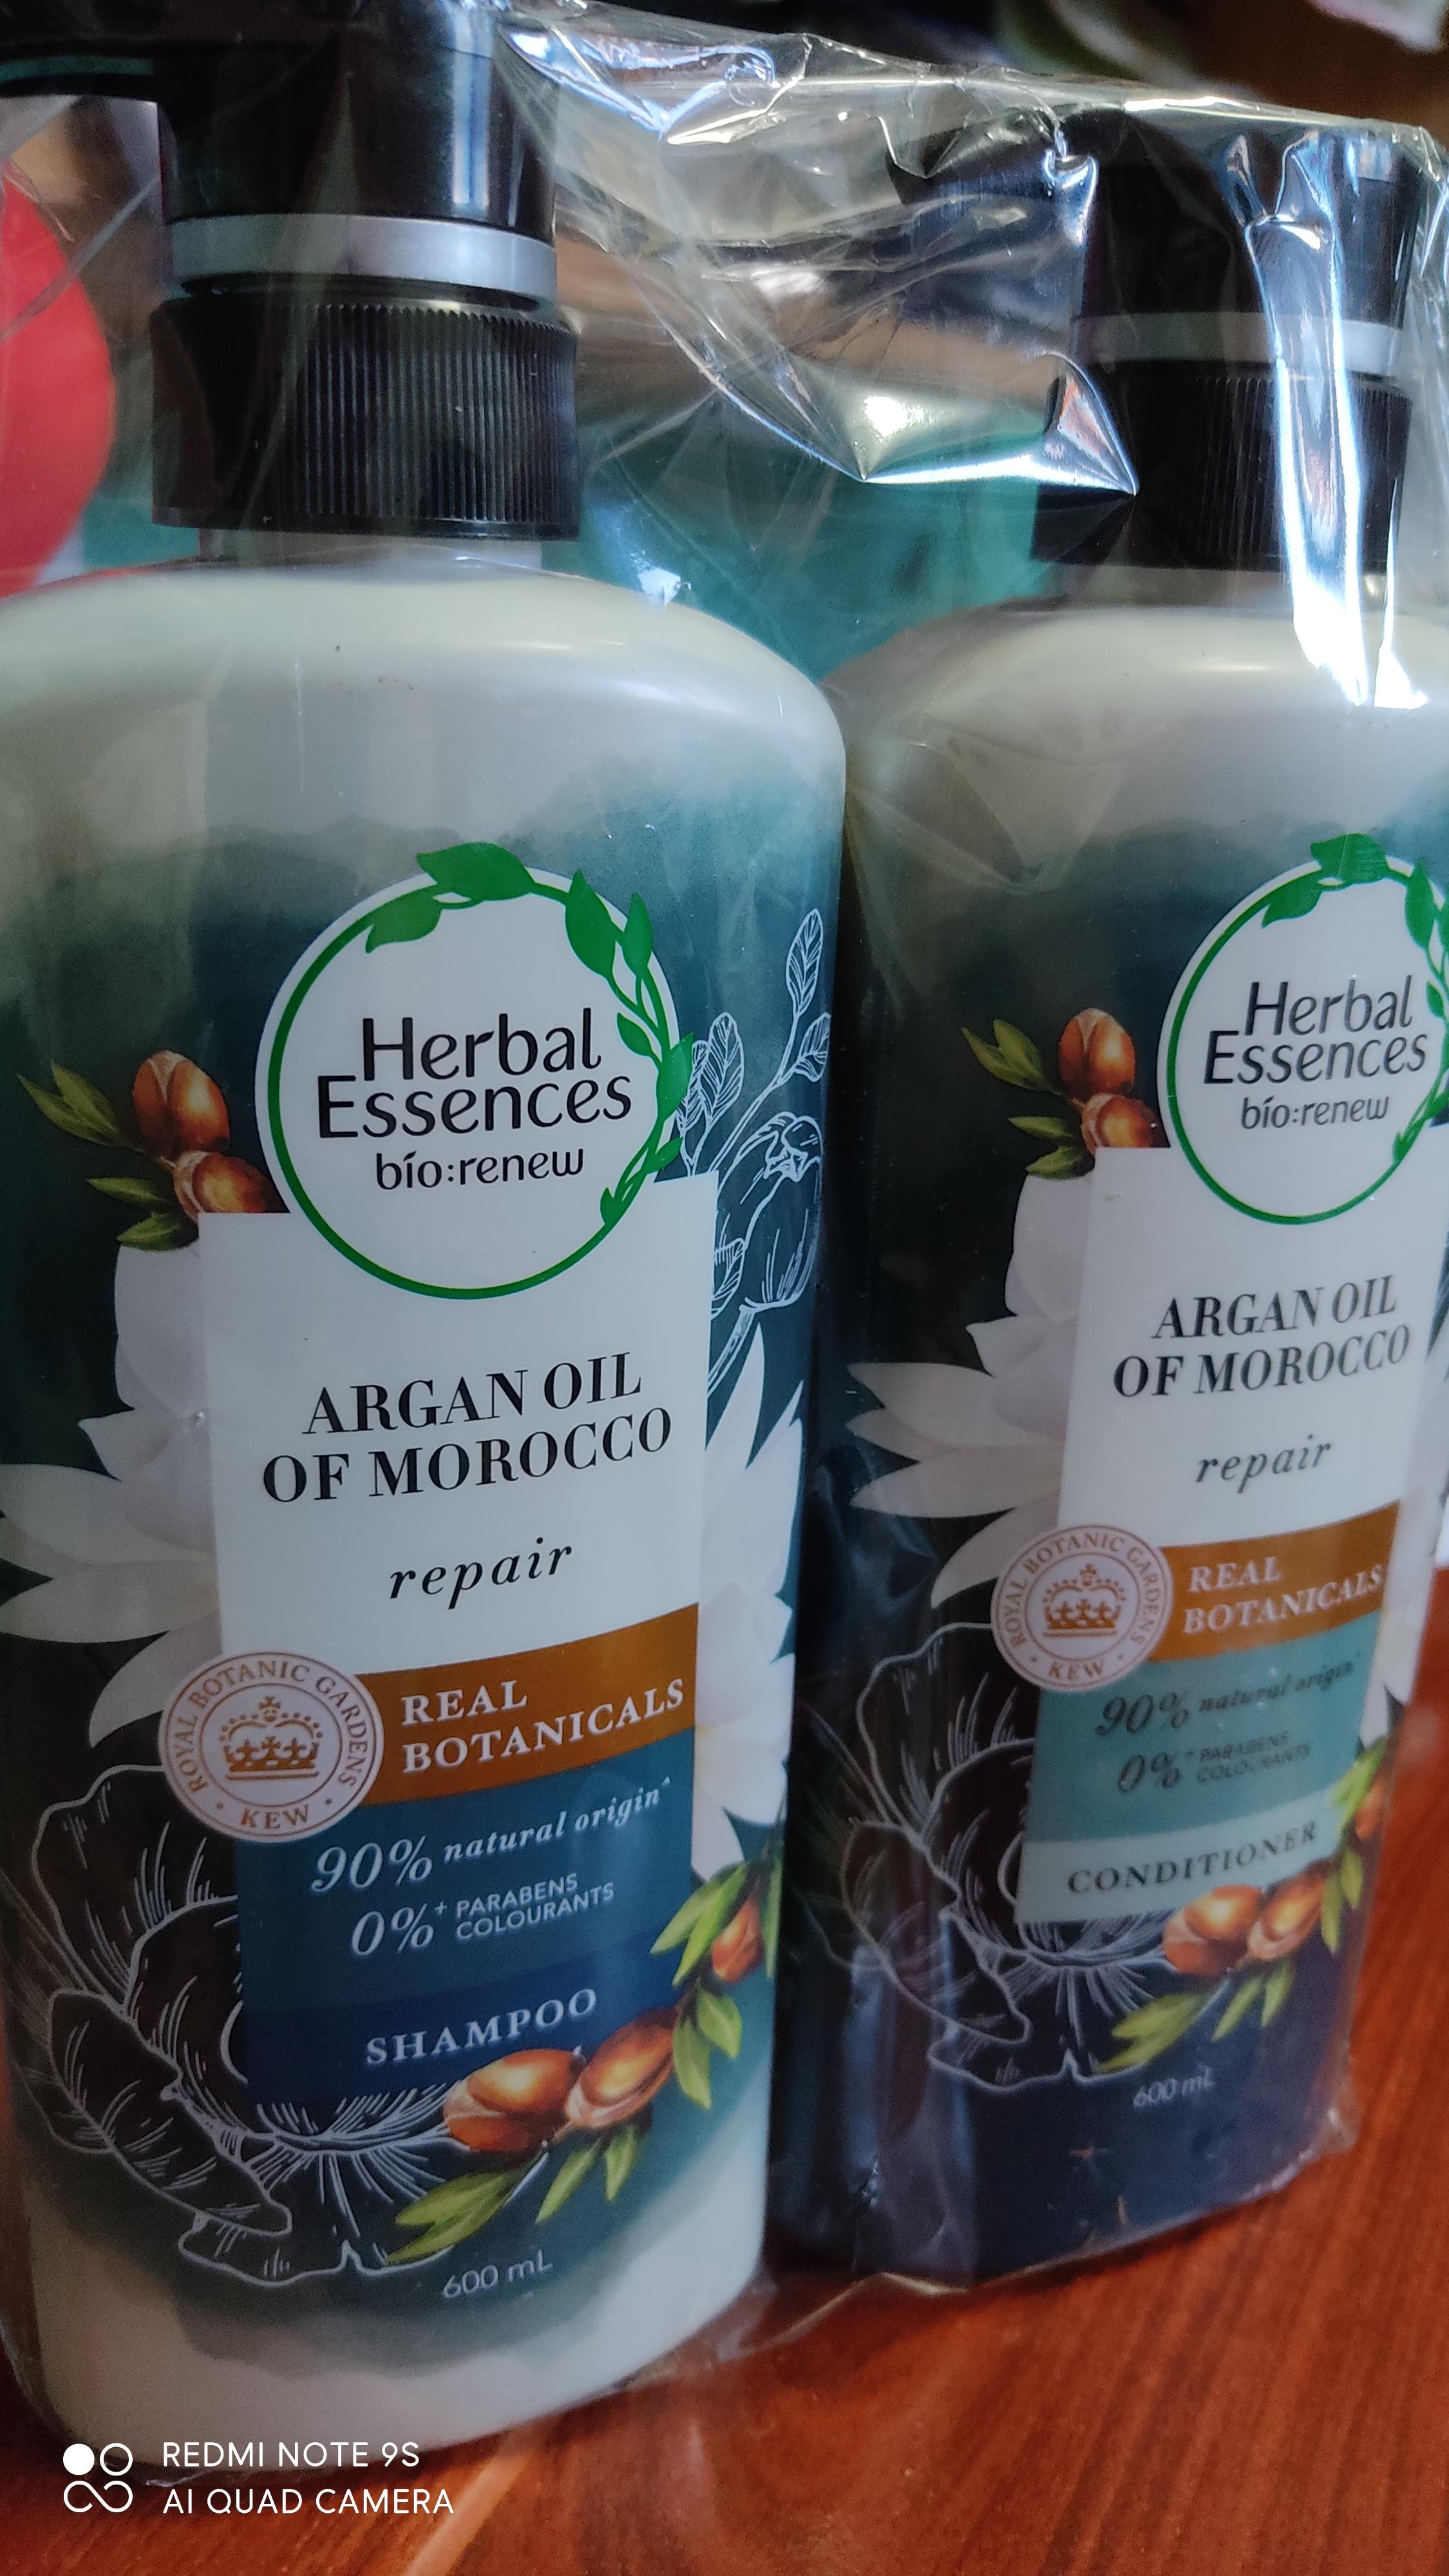 Herbal
Essences
bío:renew
ARGAN OIL
OF MOROCCO
repair
ROYAL BOTANIC GARDENS
• KEW •
REAL
BOTANICALS
90% natural origin^
0%+ PARABENS
COLOURANTS
SHAMPOO
600 mL
Herbal
Essences
bío:renew
ARGAN OIL
OF MOROCCO
repair
ROYAL BOTANIC GARDENS
• KEW •
REAL
BOTANICALS
90% natural origin^
0%+ PARABENS
COLOURANTS
CONDITIONER
600 mL
REDMI NOTE 9S
AI QUAD CAMERA